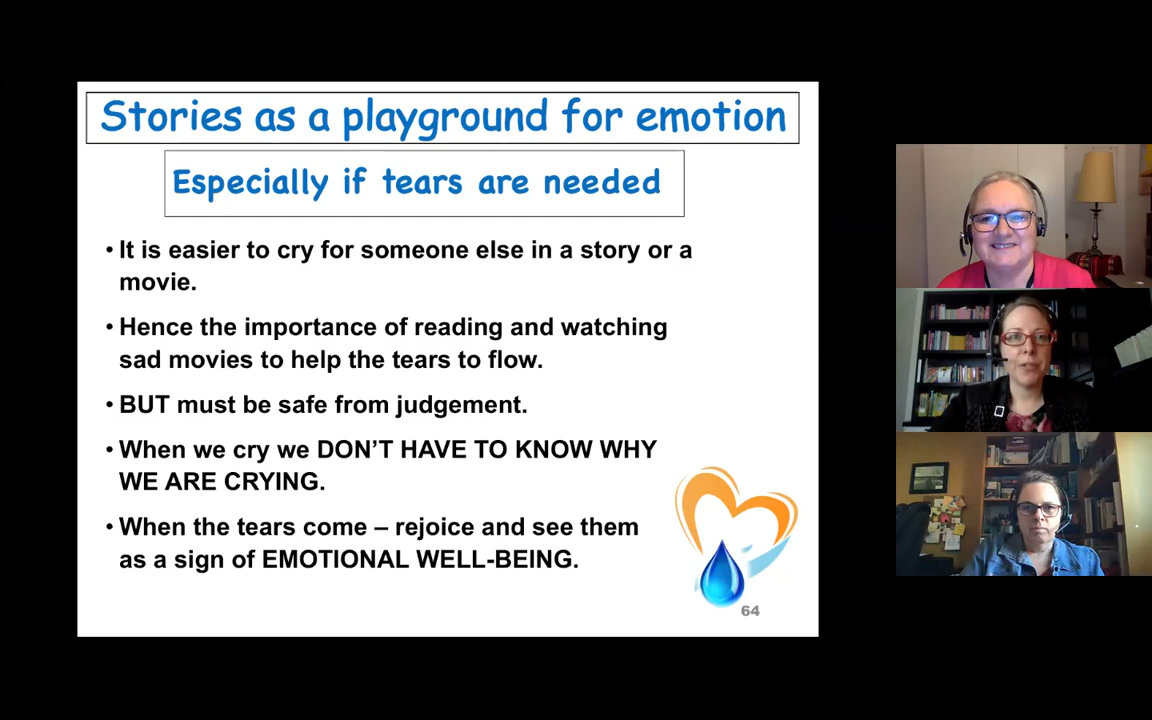 Stories as a playground for emotion
Especially if tears are needed
• It is easier to cry for someone else in a story or a
movie.
• Hence the importance of reading and watching
sad movies to help the tears to flow.
• BUT must be safe from judgement.
• When we cry we DON’T HAVE TO KNOW WHY
WE ARE CRYING.
• When the tears come – rejoice and see them
as a sign of EMOTIONAL WELL-BEING.
64